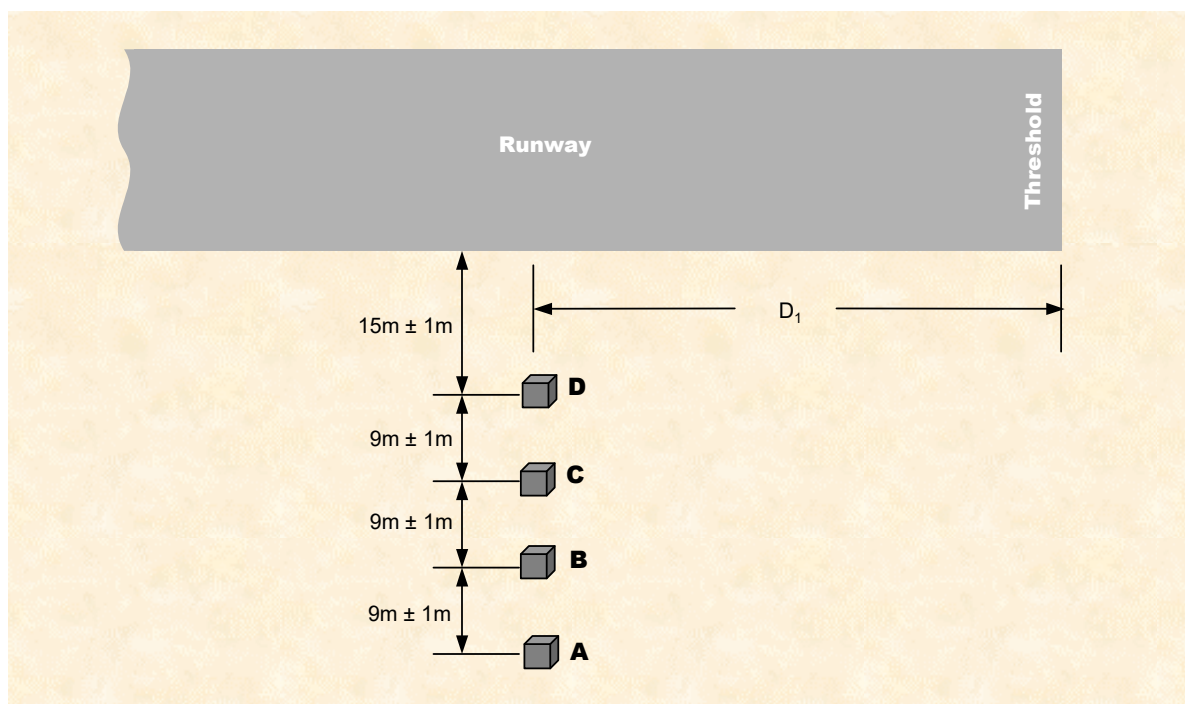 Runway
Threshold
15m ± 1m
D₁
D
9m ± 1m
C
9m ± 1m
B
9m ± 1m
A